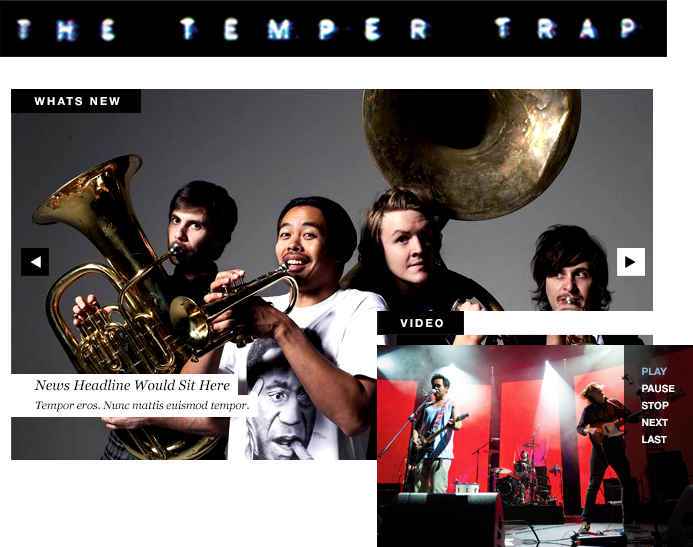 THE TEMPER TRAP
WHATS NEW
VIDEO
News Headline Would Sit Here
Tempor eros. Nunc mattis euismod tempor.
PLAY
PAUSE
STOP
NEXT
LAST